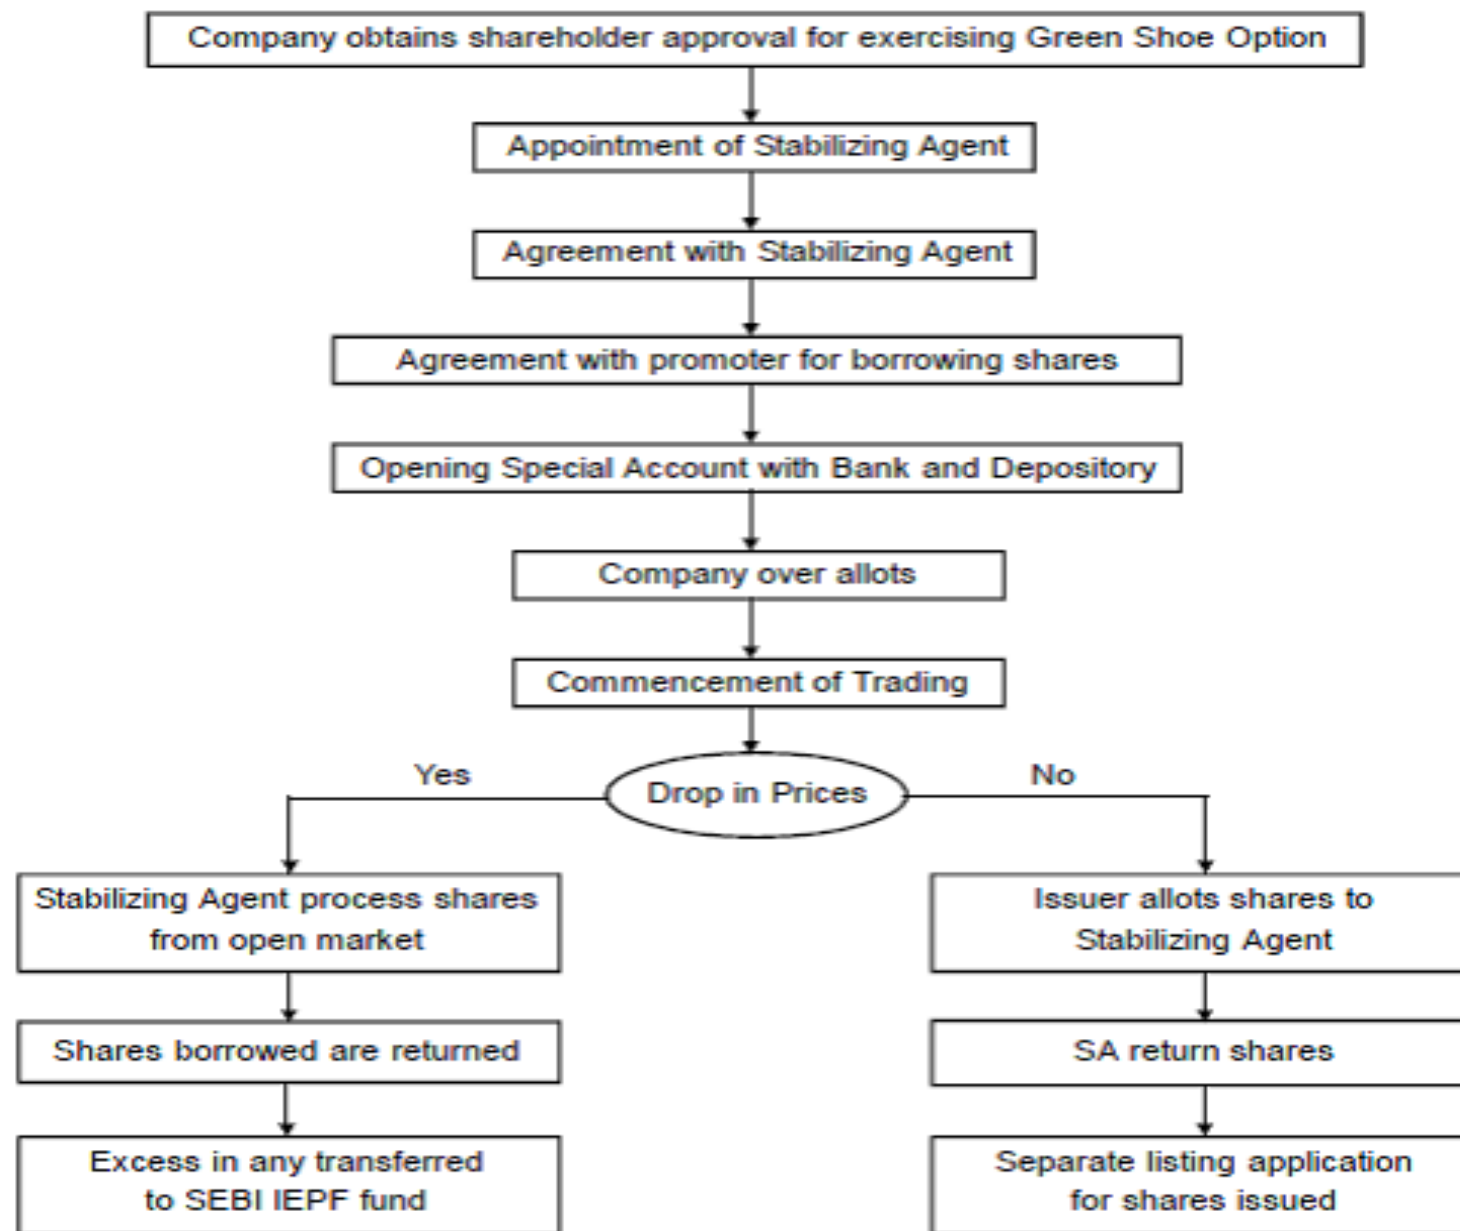 Company obtains shareholder approval for exercising Green Shoe Option
Appointment of Stabilizing Agent
Agreement with Stabilizing Agent
Agreement with promoter for borrowing shares
Opening Special Account with Bank and Depository
Company over allots
Commencement of Trading
Yes
Drop in Prices
No
Stabilizing Agent process shares
from open market
Issuer allots shares to
Stabilizing Agent
Shares borrowed are returned
SA return shares
Excess in any transferred
to SEBI IEPF fund
Separate listing application
for shares issued